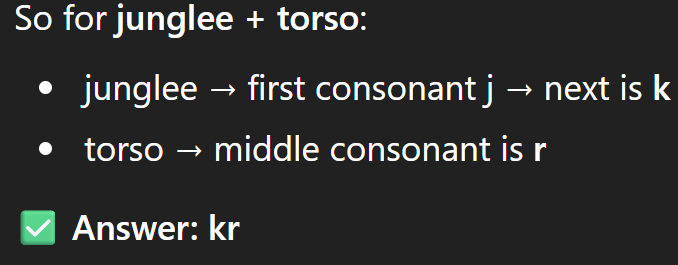 So for junglee + torso:
• junglee → first consonant j → next is k
• torso → middle consonant is r
✅ Answer: kr